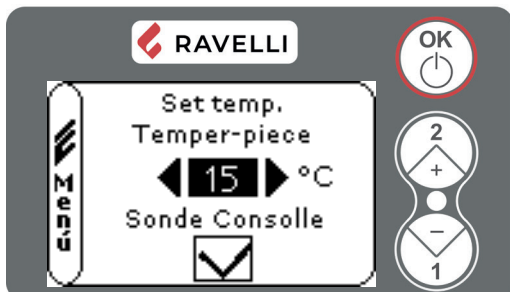 RAVELLI
OK
Menú
Set temp.
Temper-piece
15 °C
Sonde Consolle
2
+
−
1